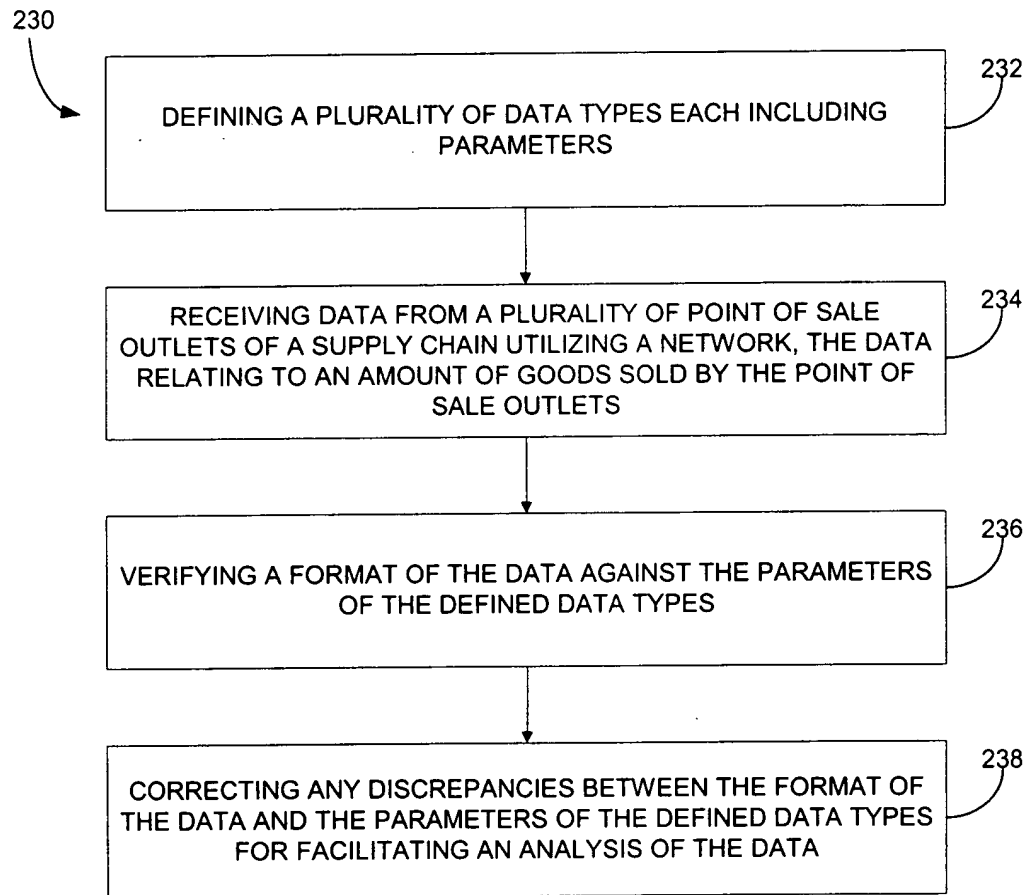 230
232
DEFINING A PLURALITY OF DATA TYPES EACH INCLUDING
PARAMETERS
234
RECEIVING DATA FROM A PLURALITY OF POINT OF SALE
OUTLETS OF A SUPPLY CHAIN UTILIZING A NETWORK, THE DATA
RELATING TO AN AMOUNT OF GOODS SOLD BY THE POINT OF
SALE OUTLETS
236
VERIFYING A FORMAT OF THE DATA AGAINST THE PARAMETERS
OF THE DEFINED DATA TYPES
238
CORRECTING ANY DISCREPANCIES BETWEEN THE FORMAT OF
THE DATA AND THE PARAMETERS OF THE DEFINED DATA TYPES
FOR FACILITATING AN ANALYSIS OF THE DATA